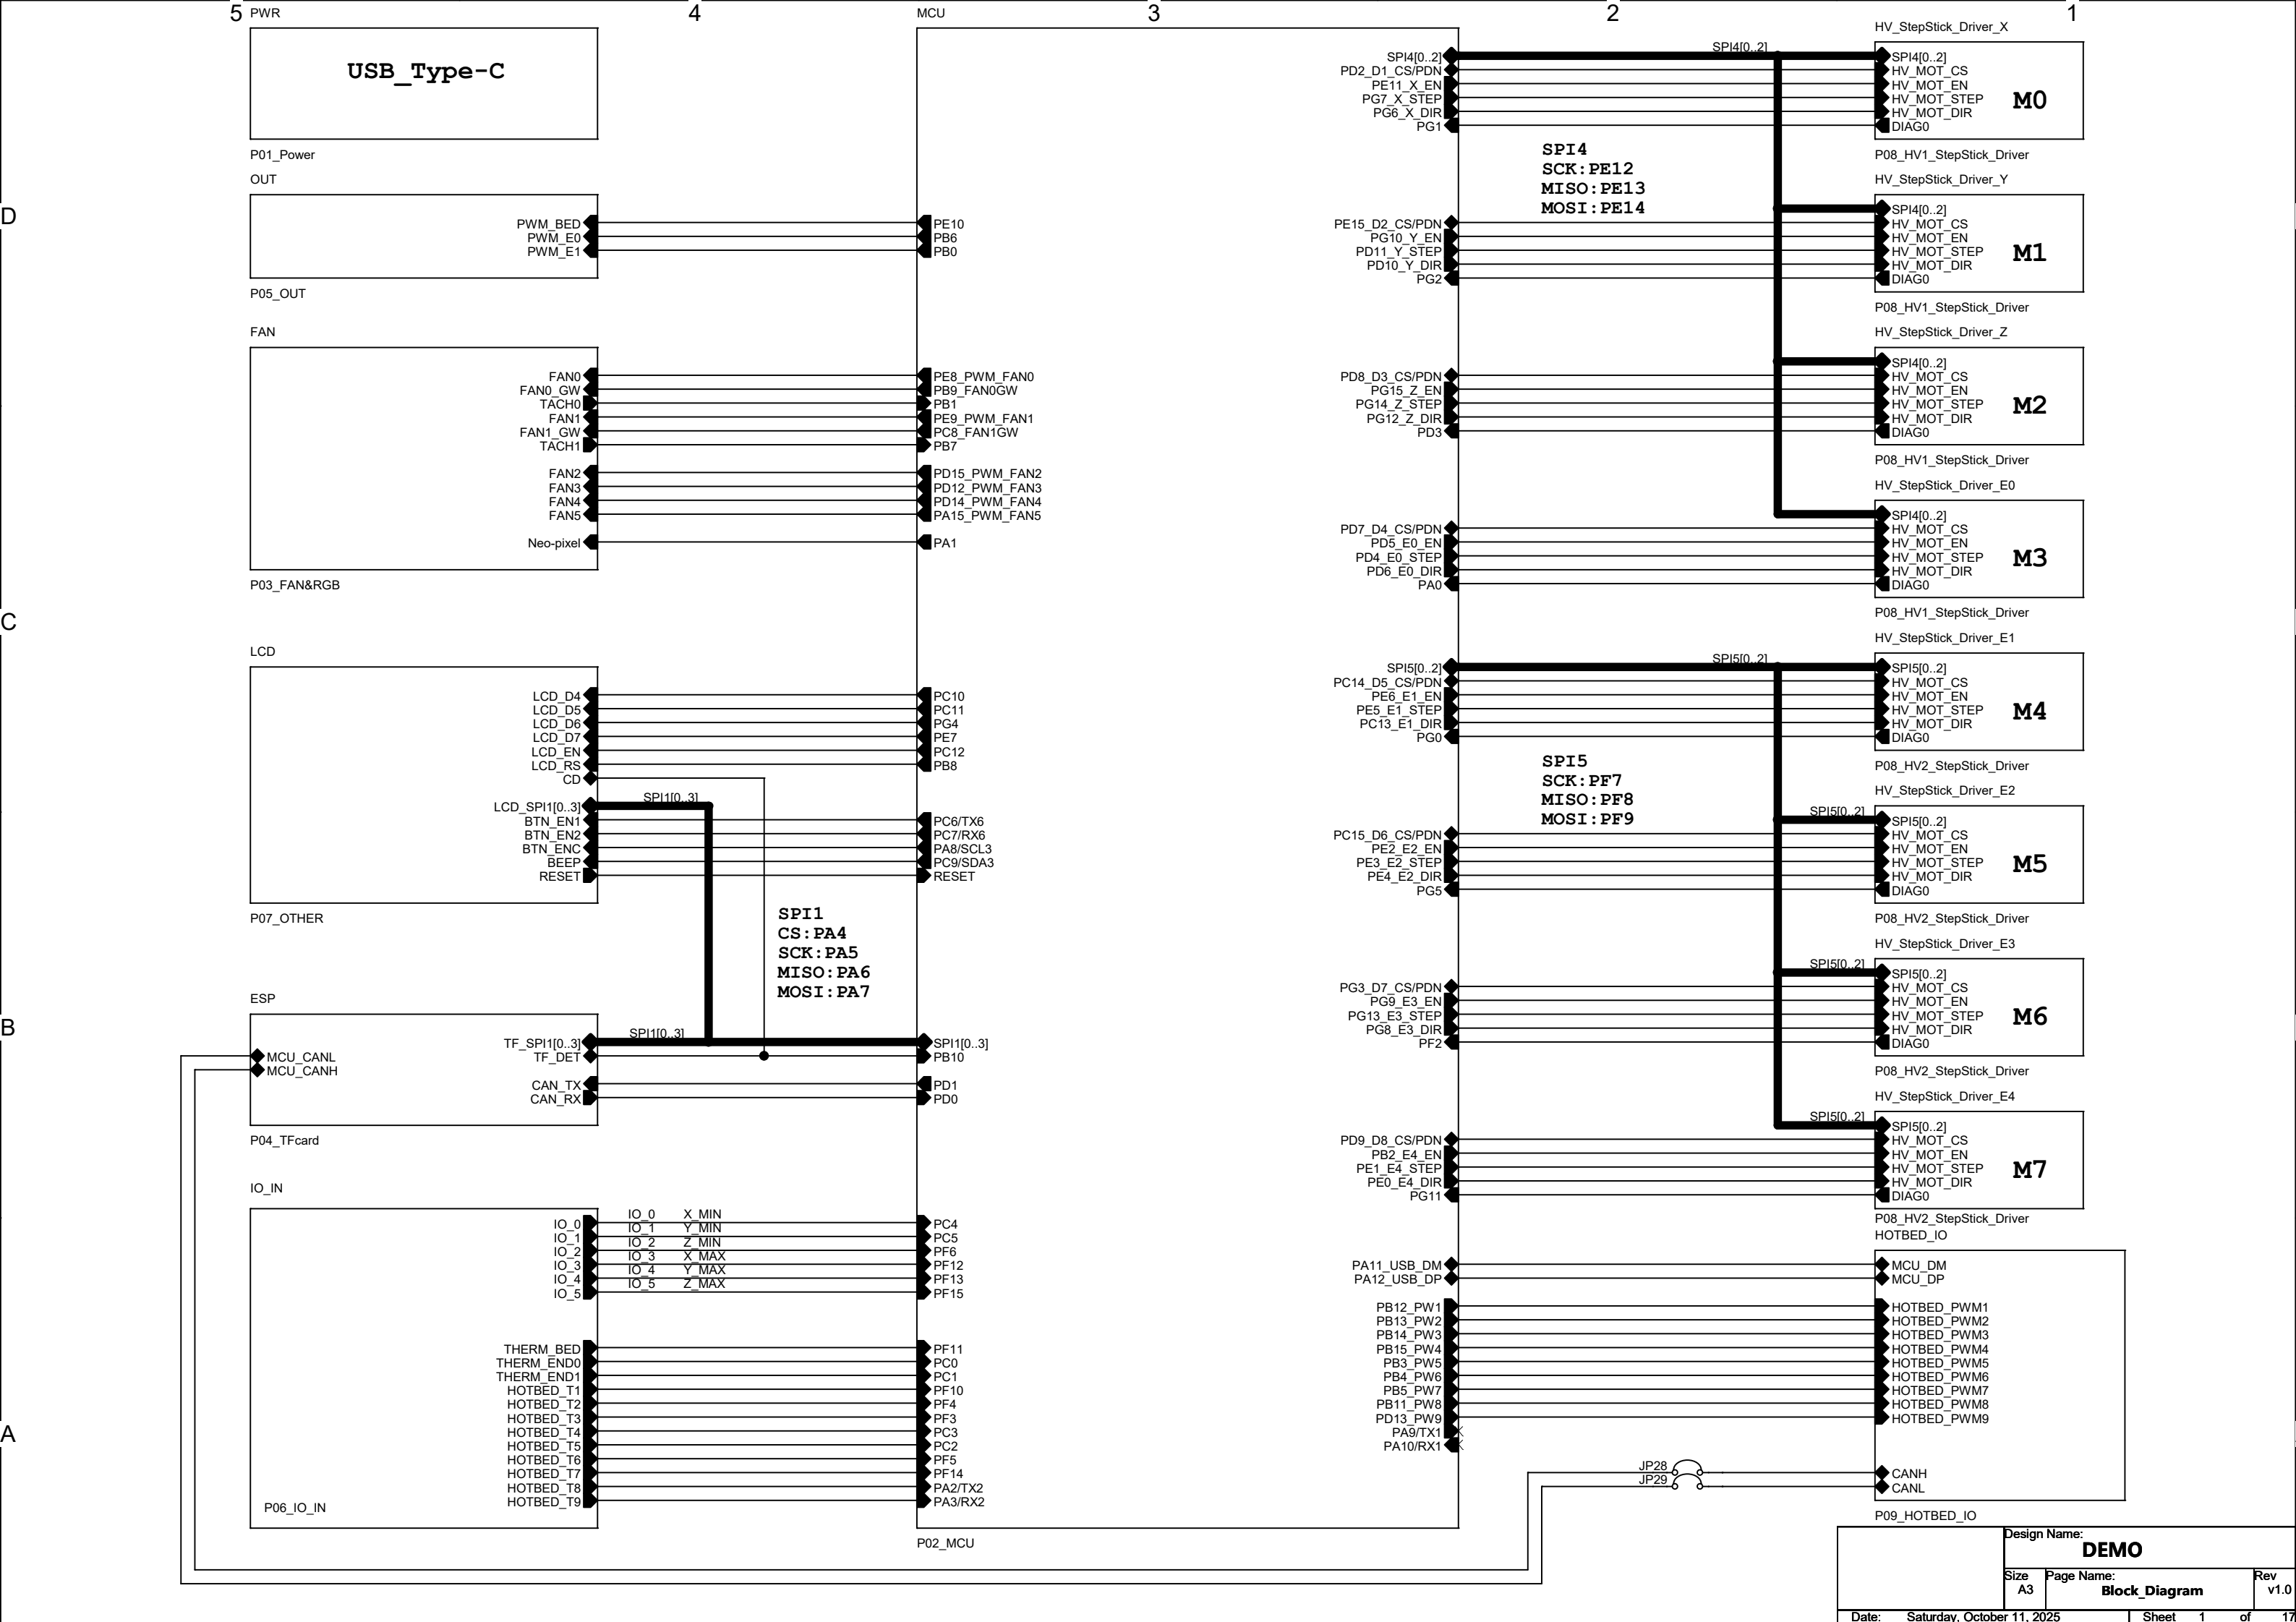 5 4 3 2 1
D
C
B
A
PWR
USB_Type-C
P01_Power
OUT
PWM_BED
PWM_E0
PWM_E1
P05_OUT
FAN
FAN0
FAN0_GW
TACH0
FAN1
FAN1_GW
TACH1
FAN2
FAN3
FAN4
FAN5
Neo-pixel
P03_FAN&RGB
LCD
LCD_D4
LCD_D5
LCD_D6
LCD_D7
LCD_EN
LCD_RS
CD
LCD_SPI1[0..3]
BTN_EN1
BTN_EN2
BTN_ENC
BEEP
RESET
P07_OTHER
SPI1[0..3]
SPI1
CS:PA4
SCK:PA5
MISO:PA6
MOSI:PA7
ESP
MCU_CANL
MCU_CANH
TF_SPI1[0..3]
TF_DET
CAN_TX
CAN_RX
SPI1[0..3]
P04_TFcard
IO_IN
IO_0
IO_1
IO_2
IO_3
IO_4
IO_5
IO_0 X_MIN
IO_1 Y_MIN
IO_2 Z_MIN
IO_3 X_MAX
IO_4 Y_MAX
IO_5 Z_MAX
THERM_BED
THERM_END0
THERM_END1
HOTBED_T1
HOTBED_T2
HOTBED_T3
HOTBED_T4
HOTBED_T5
HOTBED_T6
HOTBED_T7
HOTBED_T8
HOTBED_T9
P06_IO_IN
MCU
PE10
PB6
PB0
PE8_PWM_FAN0
PB9_FAN0GW
PB1
PE9_PWM_FAN1
PC8_FAN1GW
PB7
PD15_PWM_FAN2
PD12_PWM_FAN3
PD14_PWM_FAN4
PA15_PWM_FAN5
PA1
PC10
PC11
PG4
PE7
PC12
PB8
PC6/TX6
PC7/RX6
PA8/SCL3
PC9/SDA3
RESET
SPI1[0..3]
PB10
PD1
PD0
PC4
PC5
PF6
PF12
PF13
PF15
PF11
PC0
PC1
PF10
PF4
PF3
PC3
PC2
PF5
PF14
PA2/TX2
PA3/RX2
P02_MCU
SPI4[0..2]
PD2_D1_CS/PDN
PE11_X_EN
PG7_X_STEP
PG6_X_DIR
PG1
PE15_D2_CS/PDN
PG10_Y_EN
PD11_Y_STEP
PD10_Y_DIR
PG2
PD8_D3_CS/PDN
PG15_Z_EN
PG14_Z_STEP
PG12_Z_DIR
PD3
PD7_D4_CS/PDN
PD5_E0_EN
PD4_E0_STEP
PD6_E0_DIR
PA0
SPI5[0..2]
PC14_D5_CS/PDN
PE6_E1_EN
PE5_E1_STEP
PC13_E1_DIR
PG0
PC15_D6_CS/PDN
PE2_E2_EN
PE3_E2_STEP
PE4_E2_DIR
PG5
PG3_D7_CS/PDN
PG9_E3_EN
PG13_E3_STEP
PG8_E3_DIR
PF2
PD9_D8_CS/PDN
PB2_E4_EN
PE1_E4_STEP
PE0_E4_DIR
PG11
PA11_USB_DM
PA12_USB_DP
PB12_PW1
PB13_PW2
PB14_PW3
PB15_PW4
PB3_PW5
PB4_PW6
PB5_PW7
PB11_PW8
PD13_PW9
PA9/TX1
PA10/RX1
SPI4[0..2]
SPI4
SCK:PE12
MISO:PE13
MOSI:PE14
SPI5[0..2]
SPI5
SCK:PF7
MISO:PF8
MOSI:PF9
SPI5[0..2]
SPI5[0..2]
SPI5[0..2]
JP28
JP29
HV_StepStick_Driver_X
SPI4[0..2]
HV_MOT_CS
HV_MOT_EN
HV_MOT_STEP
HV_MOT_DIR
DIAG0
M0
P08_HV1_StepStick_Driver
HV_StepStick_Driver_Y
SPI4[0..2]
HV_MOT_CS
HV_MOT_EN
HV_MOT_STEP
HV_MOT_DIR
DIAG0
M1
P08_HV1_StepStick_Driver
HV_StepStick_Driver_Z
SPI4[0..2]
HV_MOT_CS
HV_MOT_EN
HV_MOT_STEP
HV_MOT_DIR
DIAG0
M2
P08_HV1_StepStick_Driver
HV_StepStick_Driver_E0
SPI4[0..2]
HV_MOT_CS
HV_MOT_EN
HV_MOT_STEP
HV_MOT_DIR
DIAG0
M3
P08_HV1_StepStick_Driver
HV_StepStick_Driver_E1
SPI5[0..2]
HV_MOT_CS
HV_MOT_EN
HV_MOT_STEP
HV_MOT_DIR
DIAG0
M4
P08_HV2_StepStick_Driver
HV_StepStick_Driver_E2
SPI5[0..2]
HV_MOT_CS
HV_MOT_EN
HV_MOT_STEP
HV_MOT_DIR
DIAG0
M5
P08_HV2_StepStick_Driver
HV_StepStick_Driver_E3
SPI5[0..2]
HV_MOT_CS
HV_MOT_EN
HV_MOT_STEP
HV_MOT_DIR
DIAG0
M6
P08_HV2_StepStick_Driver
HV_StepStick_Driver_E4
SPI5[0..2]
HV_MOT_CS
HV_MOT_EN
HV_MOT_STEP
HV_MOT_DIR
DIAG0
M7
P08_HV2_StepStick_Driver
HOTBED_IO
MCU_DM
MCU_DP
HOTBED_PWM1
HOTBED_PWM2
HOTBED_PWM3
HOTBED_PWM4
HOTBED_PWM5
HOTBED_PWM6
HOTBED_PWM7
HOTBED_PWM8
HOTBED_PWM9
CANH
CANL
P09_HOTBED_IO
Design Name:
DEMO
Size Page Name: Rev
A3 Block_Diagram v1.0
Date: Saturday, October 11, 2025 Sheet 1 of 17